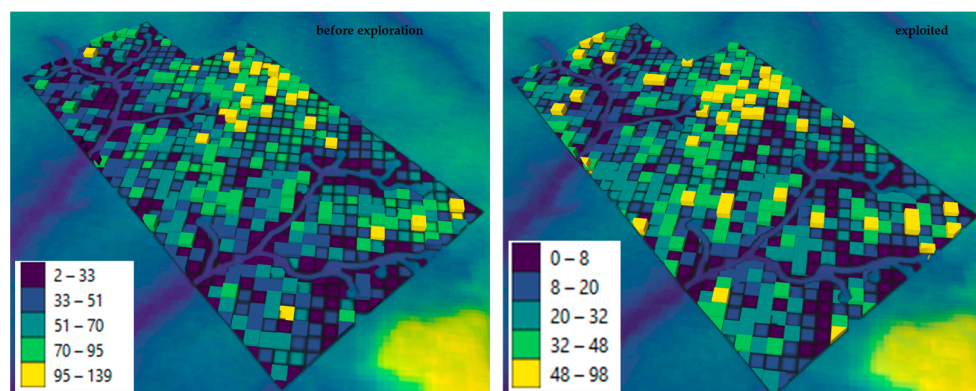 before exploration
2 – 33
33 – 51
51 – 70
70 – 95
95 – 139
exploited
0 – 8
8 – 20
20 – 32
32 – 48
48 – 98